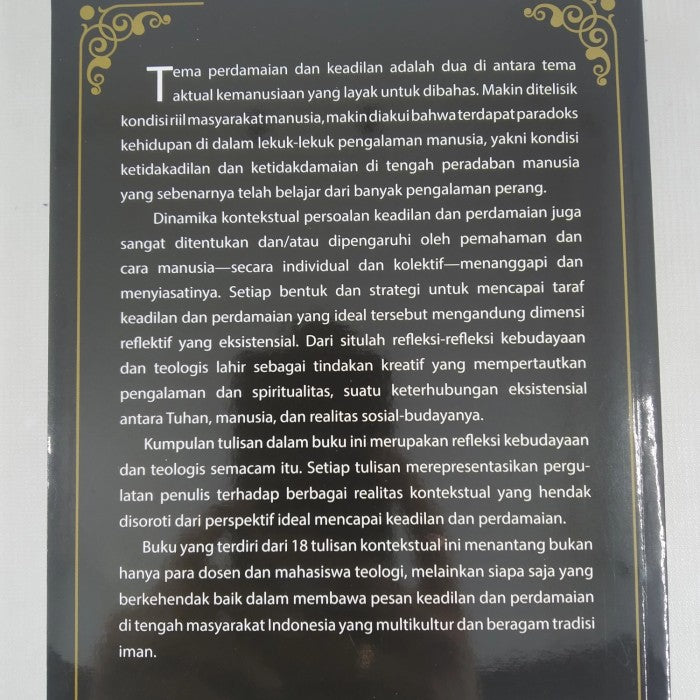 Tema perdamaian dan keadilan adalah dua di antara tema
aktual kemanusiaan yang layak untuk dibahas. Makin ditelisik
kondisi riil masyarakat manusia, makin diakui bahwa terdapat paradoks
kehidupan di dalam lekuk-lekuk pengalaman manusia, yakni kondisi
ketidakadilan dan ketidakdamaian di tengah peradaban manusia
yang sebenarnya telah belajar dari banyak pengalaman perang.
Dinamika kontekstual persoalan keadilan dan perdamaian juga
sangat ditentukan dan/atau dipengaruhi oleh pemahaman dan
cara manusia—secara individual dan kolektif—menanggapi dan
menyiasatinya. Setiap bentuk dan strategi untuk mencapai taraf
keadilan dan perdamaian yang ideal tersebut mengandung dimensi
reflektif yang eksistensial. Dari situlah refleksi-refleksi kebudayaan
dan teologis lahir sebagai tindakan kreatif yang mempertautkan
pengalaman dan spiritualitas, suatu keterhubungan eksistensial
antara Tuhan, manusia, dan realitas sosial-budayanya.
Kumpulan tulisan dalam buku ini merupakan refleksi kebudayaan
dan teologis semacam itu. Setiap tulisan merepresentasikan pergu-
latan penulis terhadap berbagai realitas kontekstual yang hendak
disoroti dari perspektif ideal mencapai keadilan dan perdamaian.
Buku yang terdiri dari 18 tulisan kontekstual ini menantang bukan
hanya para dosen dan mahasiswa teologi, melainkan siapa saja yang
berkehendak baik dalam membawa pesan keadilan dan perdamaian
di tengah masyarakat Indonesia yang multikultur dan beragam tradisi
iman.